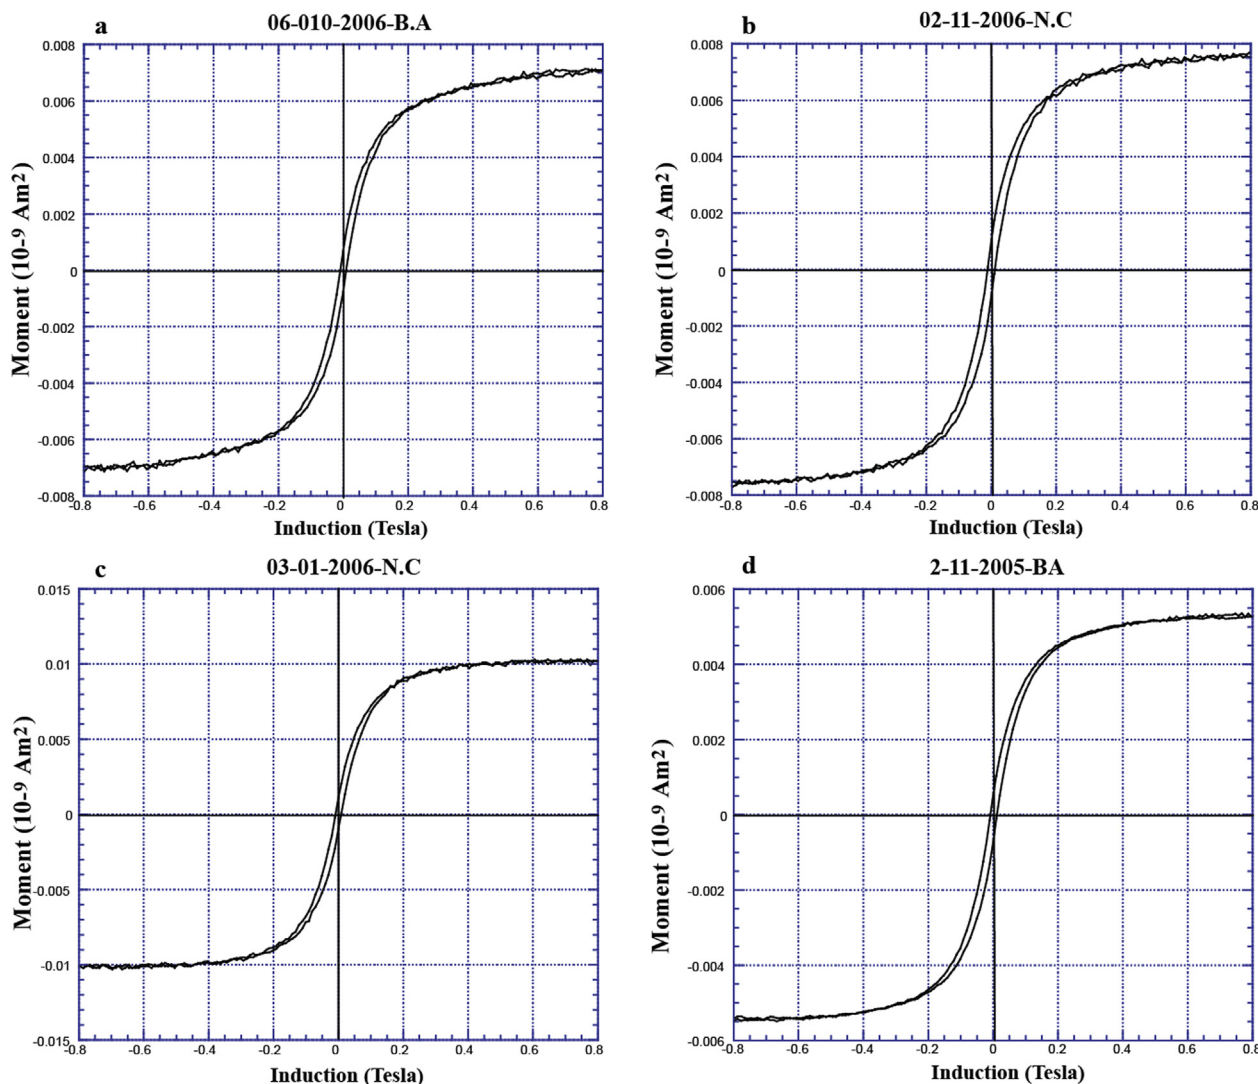 a
06-010-2006-B.A
0.008
0.006
0.004
0.002
0
-0.002
-0.004
-0.006
-0.008
Moment (10-9 Am2)
-0.8 -0.6 -0.4 -0.2 0 0.2 0.4 0.6 0.8
Induction (Tesla)
b
02-11-2006-N.C
0.008
0.006
0.004
0.002
0
-0.002
-0.004
-0.006
-0.008
Moment (10-9 Am2)
-0.8 -0.6 -0.4 -0.2 0 0.2 0.4 0.6 0.8
Induction (Tesla)
c
03-01-2006-N.C
0.015
0.01
0.005
0
-0.005
-0.01
-0.015
Moment (10-9 Am2)
-0.8 -0.6 -0.4 -0.2 0 0.2 0.4 0.6 0.8
Induction (Tesla)
d
2-11-2005-BA
0.006
0.004
0.002
0
-0.002
-0.004
-0.006
Moment (10-9 Am2)
-0.8 -0.6 -0.4 -0.2 0 0.2 0.4 0.6 0.8
Induction (Tesla)